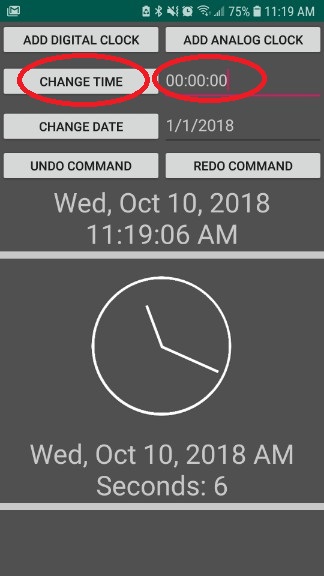 75% 11:19 AM
ADD DIGITAL CLOCK ADD ANALOG CLOCK
CHANGE TIME 00:00:00
CHANGE DATE 1/1/2018
UNDO COMMAND REDO COMMAND
Wed, Oct 10, 2018
11:19:06 AM
Wed, Oct 10, 2018 AM
Seconds: 6